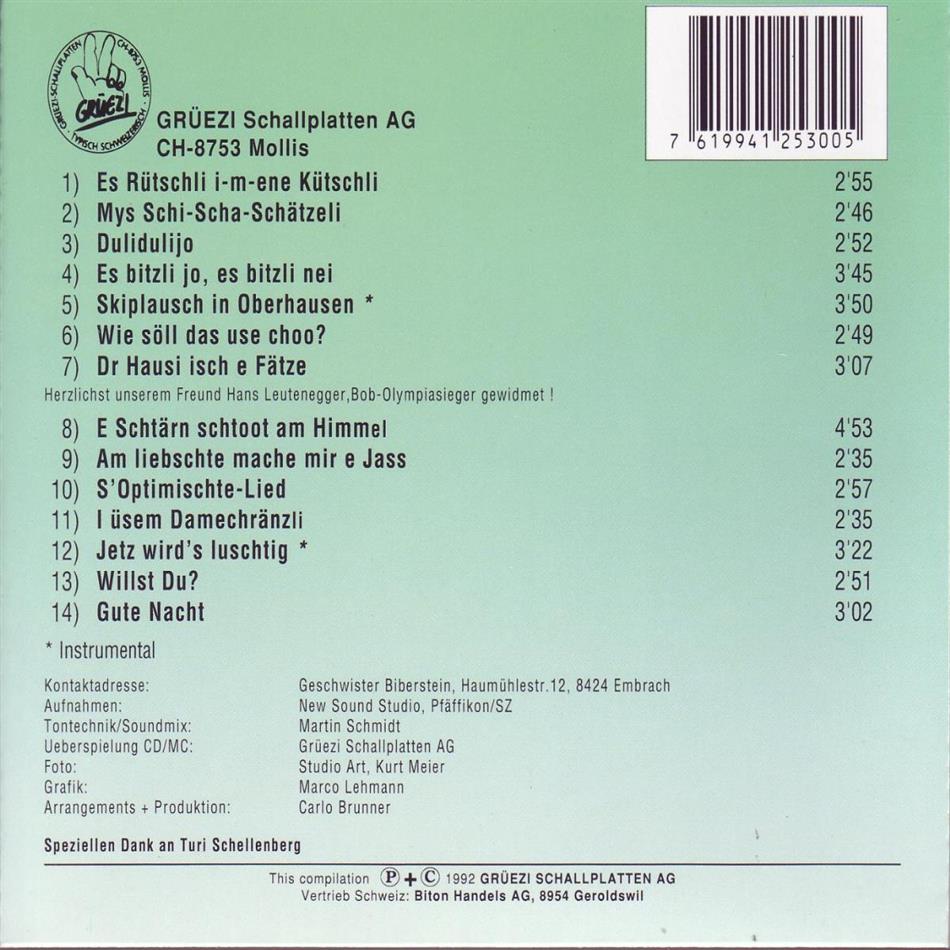 GRÜEZI-SCHALLPLATTEN · CH-8753 MOLLIS · TYPISCH SCHWEIZERISCH ·
GRÜEZI
GRÜEZI Schallplatten AG
CH-8753 Mollis
7 619941 253005
1) Es Rütschli i-m-ene Kütschli 2'55
2) Mys Schi-Scha-Schätzeli 2'46
3) Dulidulijo 2'52
4) Es bitzli jo, es bitzli nei 3'45
5) Skiplausch in Oberhausen * 3'50
6) Wie söll das use choo? 2'49
7) Dr Hausi isch e Fätze 3'07
Herzlichst unserem Freund Hans Leutenegger,Bob-Olympiasieger gewidmet !
8) E Schtärn schtoot am Himmel 4'53
9) Am liebschte mache mir e Jass 2'35
10) S'Optimischte-Lied 2'57
11) I üsem Damechränzli 2'35
12) Jetz wird's luschtig * 3'22
13) Willst Du? 2'51
14) Gute Nacht 3'02
* Instrumental
Kontaktadresse: Geschwister Biberstein, Haumühlestr.12, 8424 Embrach
Aufnahmen: New Sound Studio, Pfäffikon/SZ
Tontechnik/Soundmix: Martin Schmidt
Ueberspielung CD/MC: Grüezi Schallplatten AG
Foto: Studio Art, Kurt Meier
Grafik: Marco Lehmann
Arrangements + Produktion: Carlo Brunner
Speziellen Dank an Turi Schellenberg
This compilation Ⓟ + © 1992 GRÜEZI SCHALLPLATTEN AG
Vertrieb Schweiz: Biton Handels AG, 8954 Geroldswil